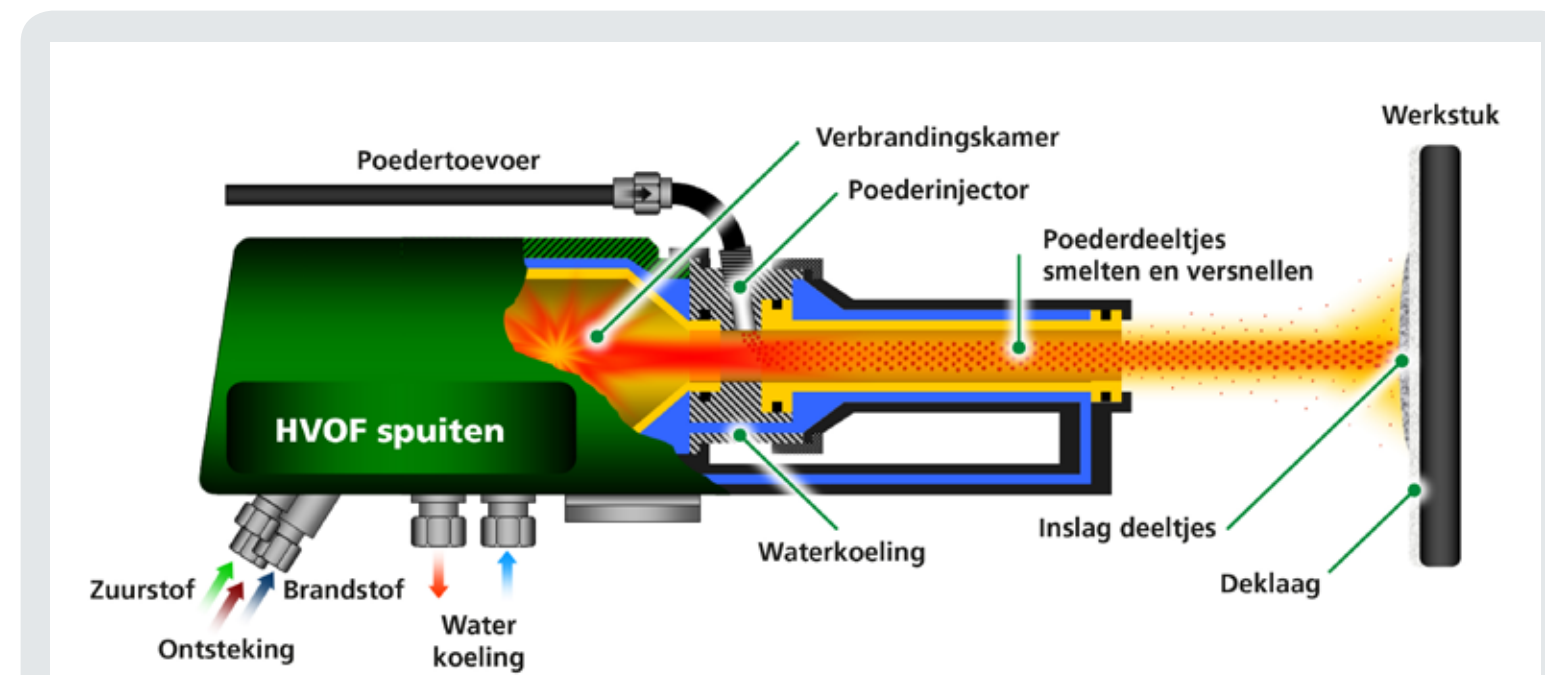 Werkstuk
Verbrandingskamer
Poedertoevoer
Poederinjector
Poederdeeltjes
smelten en versnellen
HVOF spuiten
Inslag deeltjes
Waterkoeling
Deklaag
Zuurstof
Brandstof
Ontsteking
Water
koeling